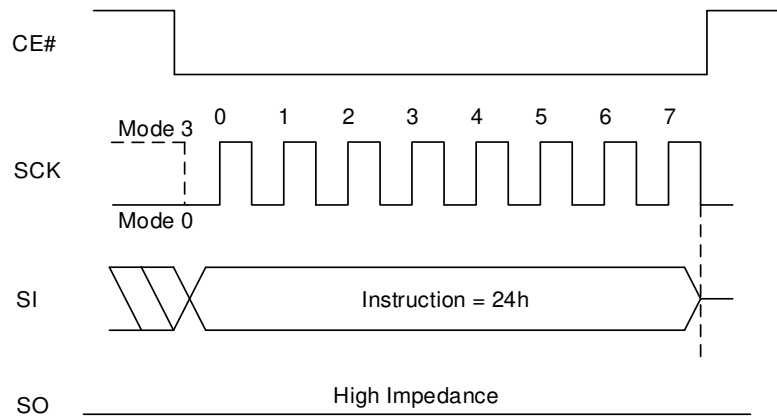 CE#
Mode 3
0 1 2 3 4 5 6 7
SCK
Mode 0
SI
Instruction = 24h
SO
High Impedance